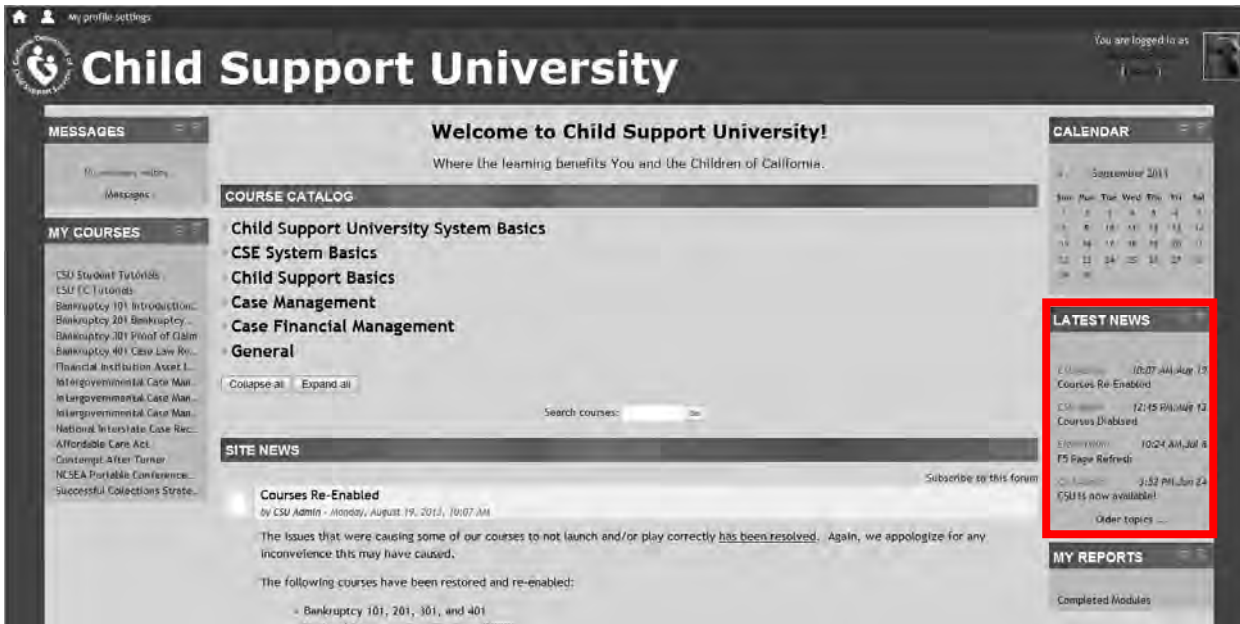 My profile settings
Child Support University
You are logged in as
MESSAGES
Messages
MY COURSES
CSU Student Tutorials
CSU CC Tutorials
Bankruptcy 101 Introduction...
Bankruptcy 201 Bankruptcy...
Bankruptcy 301 Proof of Claim
Bankruptcy 401 Case Law Re...
Financial Institution Asset I...
Intergovernmental Case Man...
Intergovernmental Case Man...
Intergovernmental Case Man...
National Interstate Case Rec...
Affordable Care Act
Contempt After Turner
NCSEA Portable Conference...
Successful Collections Strate...
Welcome to Child Support University!
Where the learning benefits You and the Children of California.
COURSE CATALOG
Child Support University System Basics
CSE System Basics
Child Support Basics
Case Management
Case Financial Management
General
Collapse all Expand all
Search courses:
SITE NEWS
Subscribe to this forum
Courses Re-Enabled
by CSU Admin - Monday, August 19, 2013, 10:07 AM
The issues that were causing some of our courses to not launch and/or play correctly has been resolved. Again, we appologize for any
inconveience this may have caused.
The following courses have been restored and re-enabled:
Bankruptcy 101, 201, 301, and 401
CALENDAR
Sun Mon Tue Wed Thu Fri Sat
LATEST NEWS
10:07 AM, Aug 19
Courses Re-Enabled
12:45 PM, Aug 12
Courses Diablsed
10:24 AM, Jul 8
F5 Page Refresh
3:52 PM, Jun 24
CSU is now available!
Older topics ...
MY REPORTS
Completed Modules